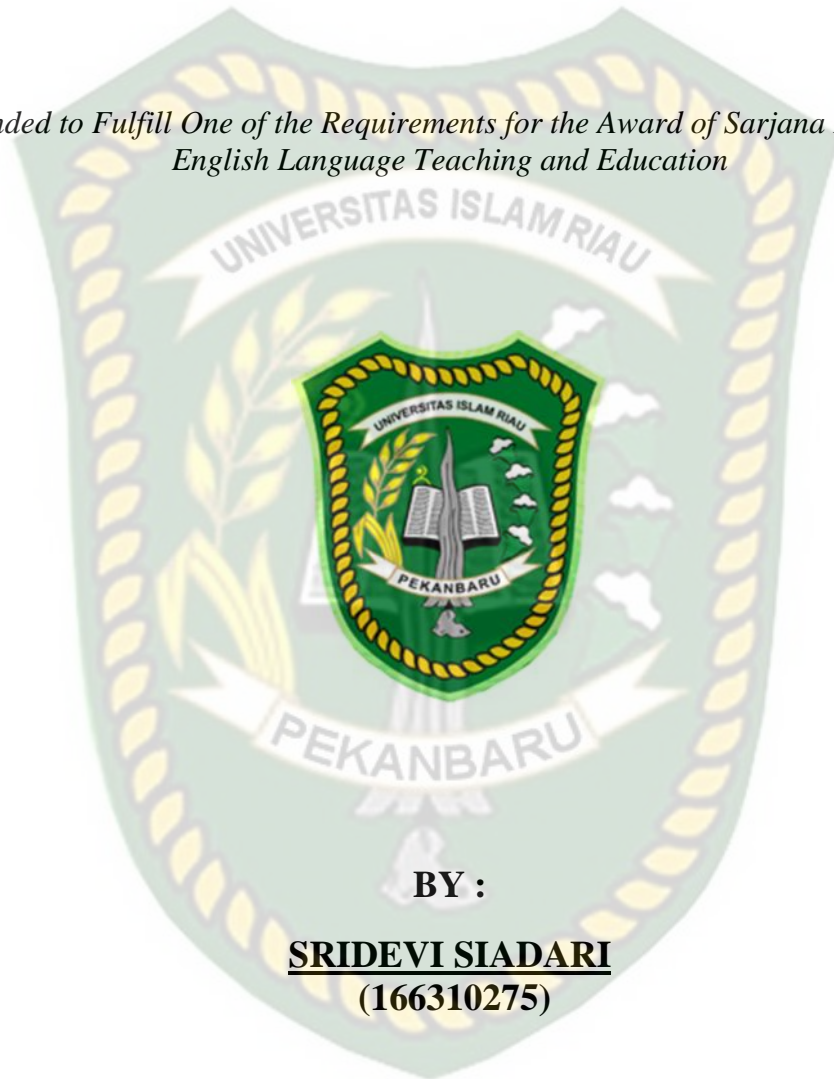 nded to Fulfill One of the Requirements for the Award of Sarjana
English Language Teaching and Education
UNIVERSITAS ISLAM RIAU
UNIVERSITAS ISLAM RIAU
PEKANBARU
PEKANBARU
BY :
SRIDEVI SIADARI
(166310275)